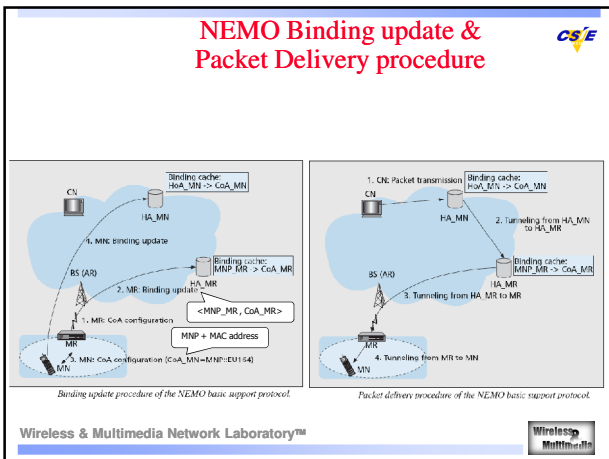 NEMO Binding update &
Packet Delivery procedure
CSIE
Binding cache:
HoA_MN -> CoA_MN
CN
HA_MN
4. MN: Binding update
Binding cache:
MNP_MR -> CoA_MR
BS (AR)
HA_MR
2. MR: Binding update
<MNP_MR, CoA_MR>
1. MR: CoA configuration
MNP + MAC address
MR
3. MN: CoA configuration (CoA_MN=MNP::EUI64)
MN
Binding update procedure of the NEMO basic support protocol.
1. CN: Packet transmission
Binding cache:
HoA_MN -> CoA_MN
CN
HA_MN
2. Tunneling from HA_MN
to HA_MR
Binding cache:
MNP_MR -> CoA_MR
BS (AR)
HA_MR
3. Tunneling from HA_MR to MR
MR
4. Tunneling from MR to MN
MN
Packet delivery procedure of the NEMO basic support protocol.
Wireless & Multimedia Network Laboratory™
Wireless
Multimedia